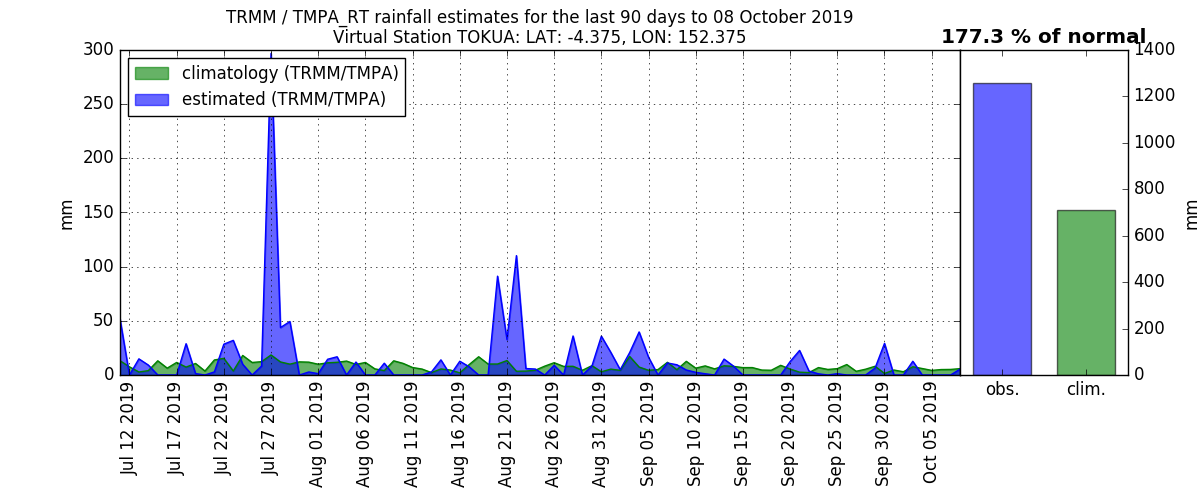 TRMM / TMPA_RT rainfall estimates for the last 90 days to 08 October 2019
Virtual Station TOKUA: LAT: -4.375, LON: 152.375
177.3 % of normal
climatology (TRMM/TMPA)
estimated (TRMM/TMPA)
300
250
200
150
100
50
0
mm
Jul 12 2019
Jul 17 2019
Jul 22 2019
Jul 27 2019
Aug 01 2019
Aug 06 2019
Aug 11 2019
Aug 16 2019
Aug 21 2019
Aug 26 2019
Aug 31 2019
Sep 05 2019
Sep 10 2019
Sep 15 2019
Sep 20 2019
Sep 25 2019
Sep 30 2019
Oct 05 2019
1400
1200
1000
800
600
400
200
0
mm
obs.
clim.